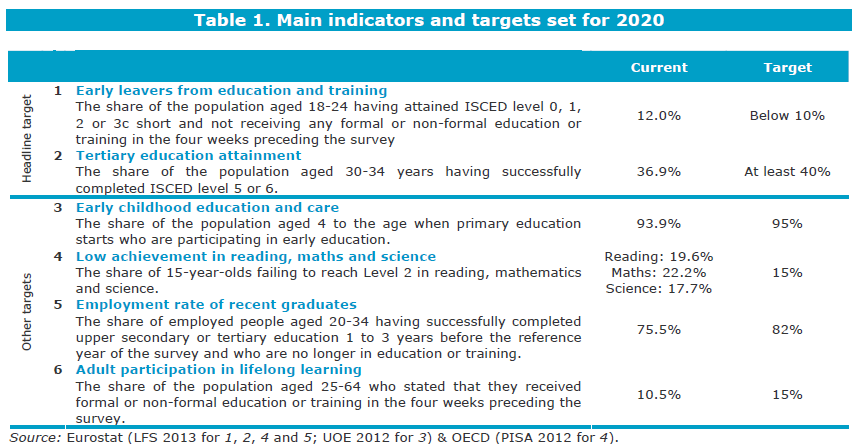 Table 1. Main indicators and targets set for 2020
Current Target
Headline target
1 Early leavers from education and training
The share of the population aged 18-24 having attained ISCED level 0, 1,
2 or 3c short and not receiving any formal or non-formal education or
training in the four weeks preceding the survey
12.0% Below 10%
2 Tertiary education attainment
The share of the population aged 30-34 years having successfully
completed ISCED level 5 or 6.
36.9% At least 40%
Other targets
3 Early childhood education and care
The share of the population aged 4 to the age when primary education
starts who are participating in early education.
93.9% 95%
4 Low achievement in reading, maths and science
The share of 15-year-olds failing to reach Level 2 in reading, mathematics
and science.
Reading: 19.6%
Maths: 22.2%
Science: 17.7%
15%
5 Employment rate of recent graduates
The share of employed people aged 20-34 having successfully completed
upper secondary or tertiary education 1 to 3 years before the reference
year of the survey and who are no longer in education or training.
75.5% 82%
6 Adult participation in lifelong learning
The share of the population aged 25-64 who stated that they received
formal or non-formal education or training in the four weeks preceding the
survey.
10.5% 15%
Source: Eurostat (LFS 2013 for 1, 2, 4 and 5; UOE 2012 for 3) & OECD (PISA 2012 for 4).